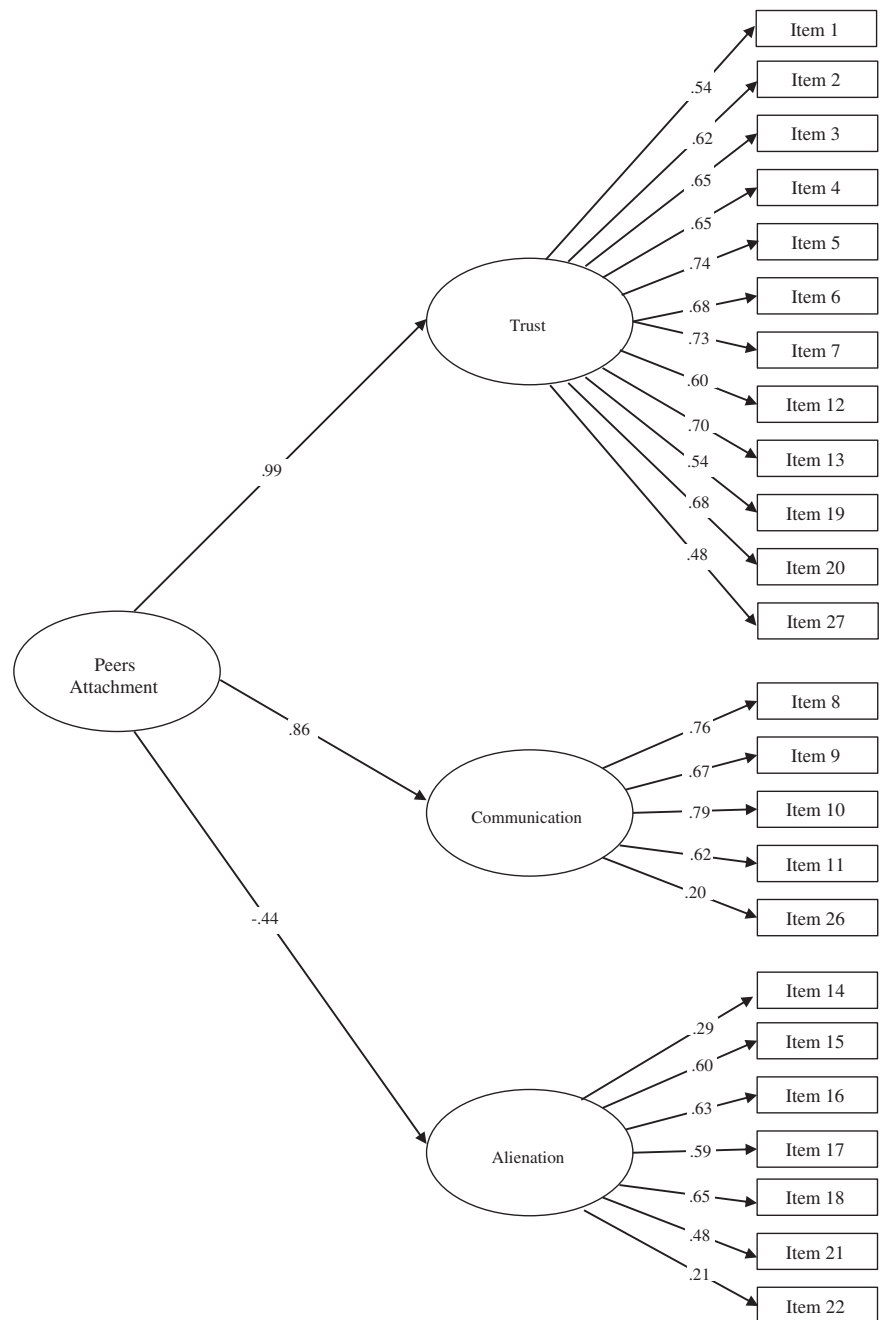 Item 1
.54
Item 2
.62
Item 3
.65
Item 4
.65
Item 5
.74
Item 6
.68
Trust
.73
Item 7
.60
Item 12
.70
Item 13
.54
Item 19
.68
Item 20
.48
Item 27
.99
Peers
Attachment
.86
Item 8
.76
Item 9
.67
Communication
.79
Item 10
.62
Item 11
.20
Item 26
-.44
Item 14
.29
Item 15
.60
Item 16
.63
Alienation
.59
Item 17
.65
Item 18
.48
Item 21
.21
Item 22